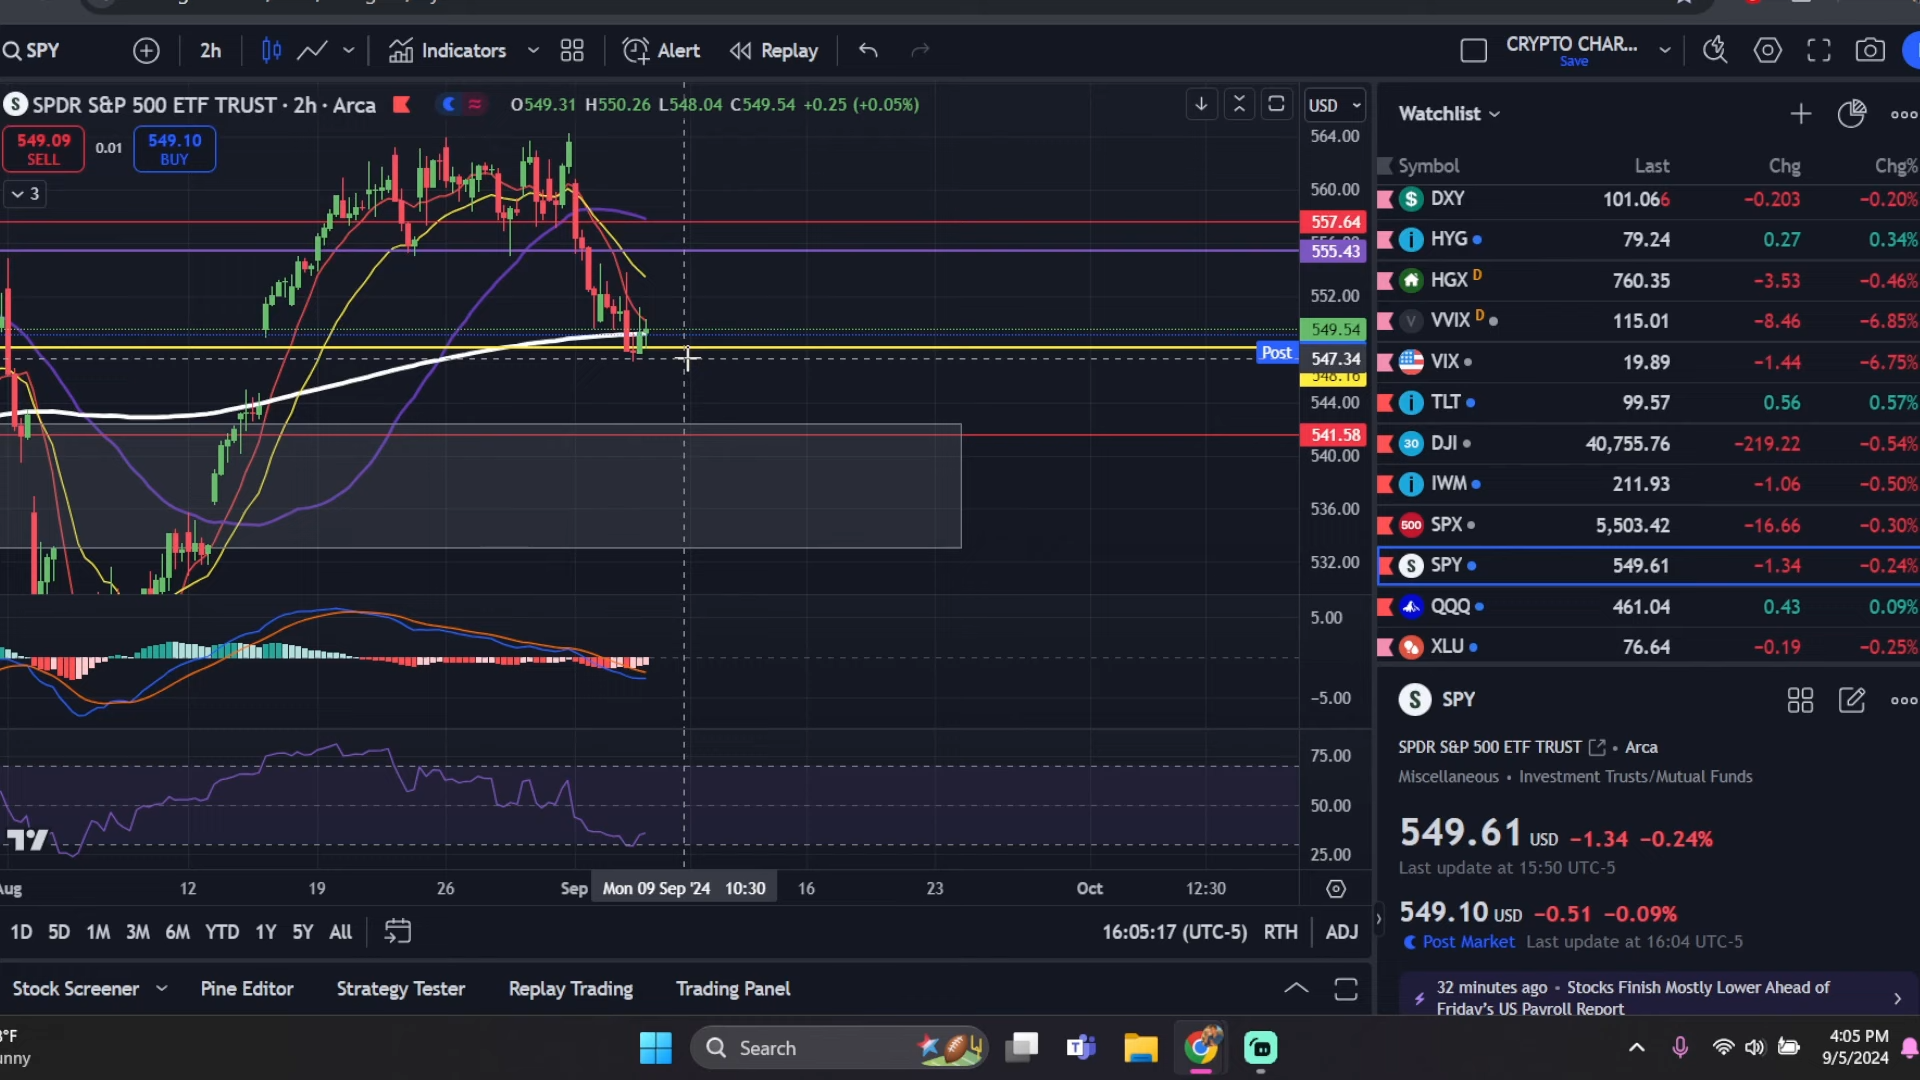 SPY
2h
Indicators
Alert
Replay
CRYPTO CHAR...
Save
SPDR S&P 500 ETF TRUST · 2h · Arca
O549.31 H550.26 L548.04 C549.54 +0.25 (+0.05%)
USD
549.09
SELL
0.01
549.10
BUY
3
564.00
560.00
557.64
555.43
552.00
549.54
Post
547.34
548.16
544.00
541.58
540.00
536.00
532.00
5.00
−5.00
75.00
50.00
25.00
Aug
12
19
26
Sep
Mon 09 Sep '24 10:30
16
23
Oct
12:30
1D 5D 1M 3M 6M YTD 1Y 5Y All
16:05:17 (UTC-5) RTH ADJ
Stock Screener
Pine Editor
Strategy Tester
Replay Trading
Trading Panel
Watchlist
Symbol Last Chg Chg%
$ DXY 101.066 −0.203 −0.20%
HYG 79.24 0.27 0.34%
HGX D 760.35 −3.53 −0.46%
V VVIX D 115.01 −8.46 −6.85%
VIX 19.89 −1.44 −6.75%
TLT 99.57 0.56 0.57%
30 DJI 40,755.76 −219.22 −0.54%
IWM 211.93 −1.06 −0.50%
500 SPX 5,503.42 −16.66 −0.30%
S SPY 549.61 −1.34 −0.24%
QQQ 461.04 0.43 0.09%
XLU 76.64 −0.19 −0.25%
S SPY
SPDR S&P 500 ETF TRUST • Arca
Miscellaneous • Investment Trusts/Mutual Funds
549.61 USD −1.34 −0.24%
Last update at 15:50 UTC-5
549.10 USD −0.51 −0.09%
Post Market Last update at 16:04 UTC-5
32 minutes ago • Stocks Finish Mostly Lower Ahead of
Friday's US Payroll Report
Search
4:05 PM
9/5/2024